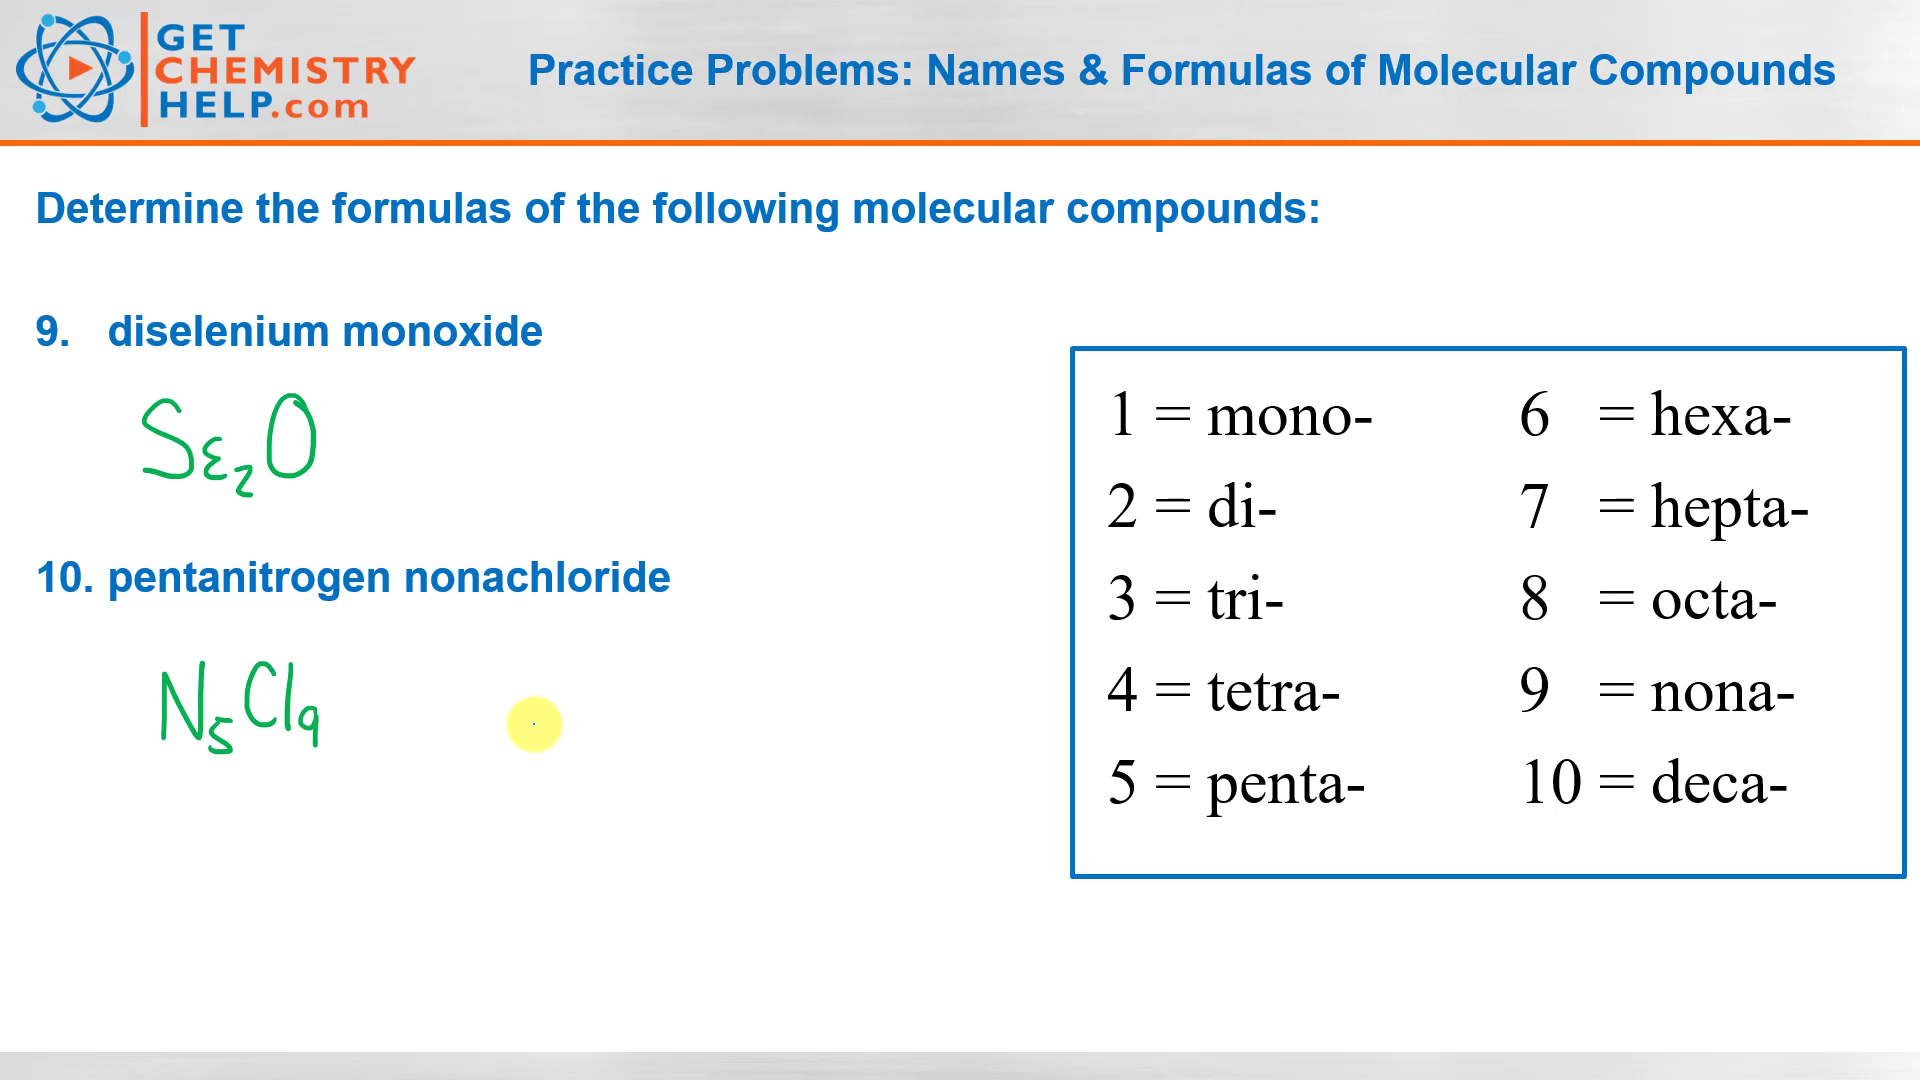 GET
CHEMISTRY
HELP.com
Practice Problems: Names & Formulas of Molecular Compounds
Determine the formulas of the following molecular compounds:
9. diselenium monoxide
Se₂O
10. pentanitrogen nonachloride
N₅Cl₉
1 = mono- 6 = hexa-
2 = di- 7 = hepta-
3 = tri- 8 = octa-
4 = tetra- 9 = nona-
5 = penta- 10 = deca-